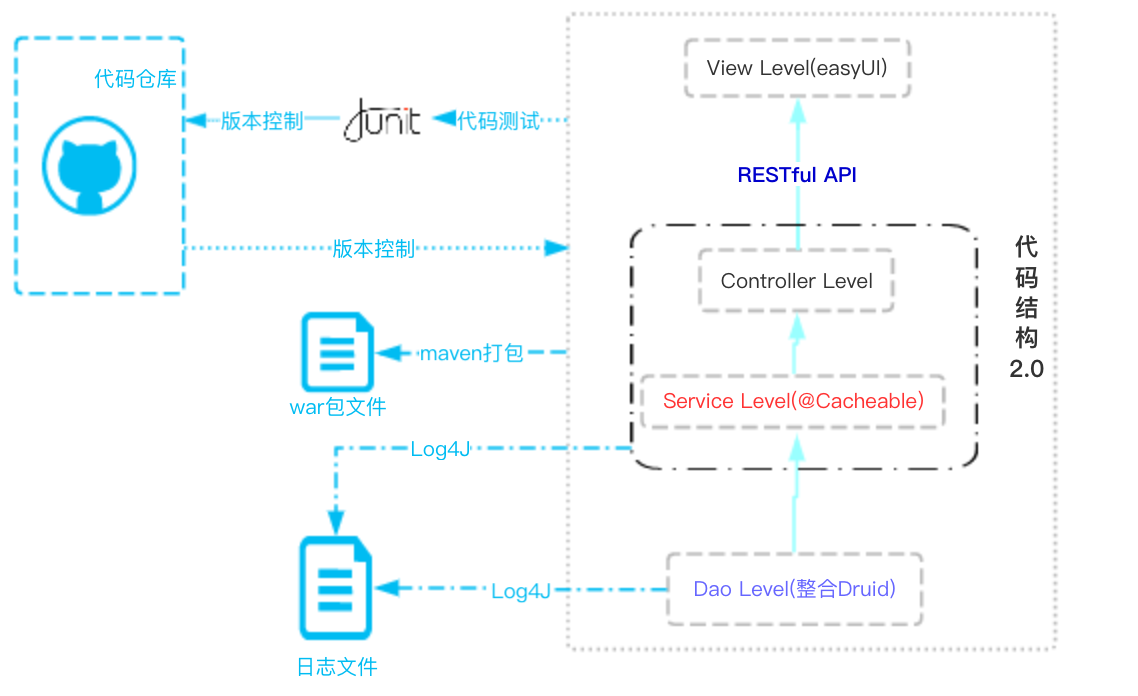 代码仓库
版本控制
Junit
代码测试
View Level(easyUI)
RESTful API
版本控制
Controller Level
代码结构2.0
maven打包
war包文件
Service Level(@Cacheable)
Log4J
Dao Level(整合Druid)
Log4J
日志文件